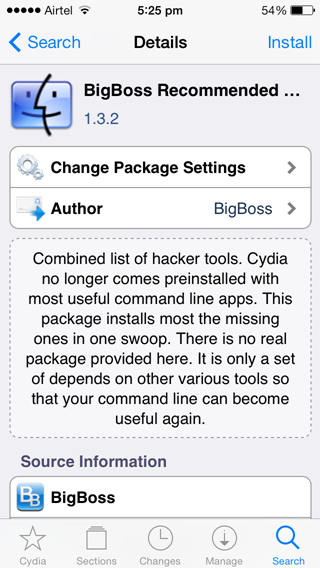 Airtel 5:25 pm 54%
Search Details Install
BigBoss Recommended ...
1.3.2
Change Package Settings
Author BigBoss
Combined list of hacker tools. Cydia
no longer comes preinstalled with
most useful command line apps. This
package installs most the missing
ones in one swoop. There is no real
package provided here. It is only a set
of depends on other various tools so
that your command line can become
useful again.
Source Information
BB BigBoss
Cydia Sections Changes Manage Search